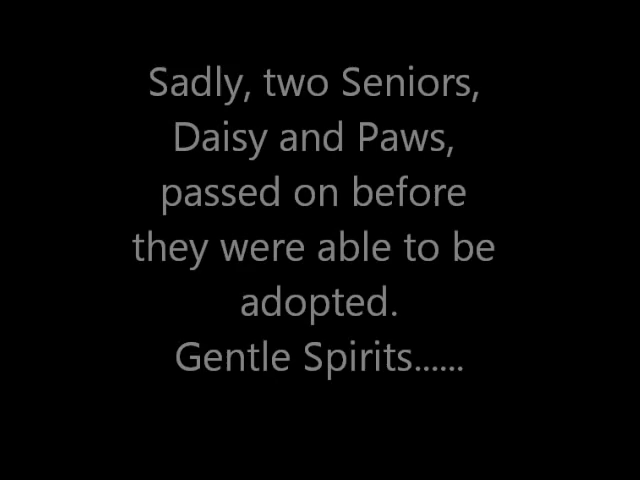 Sadly, two Seniors,
Daisy and Paws,
passed on before
they were able to be
adopted.
Gentle Spirits......